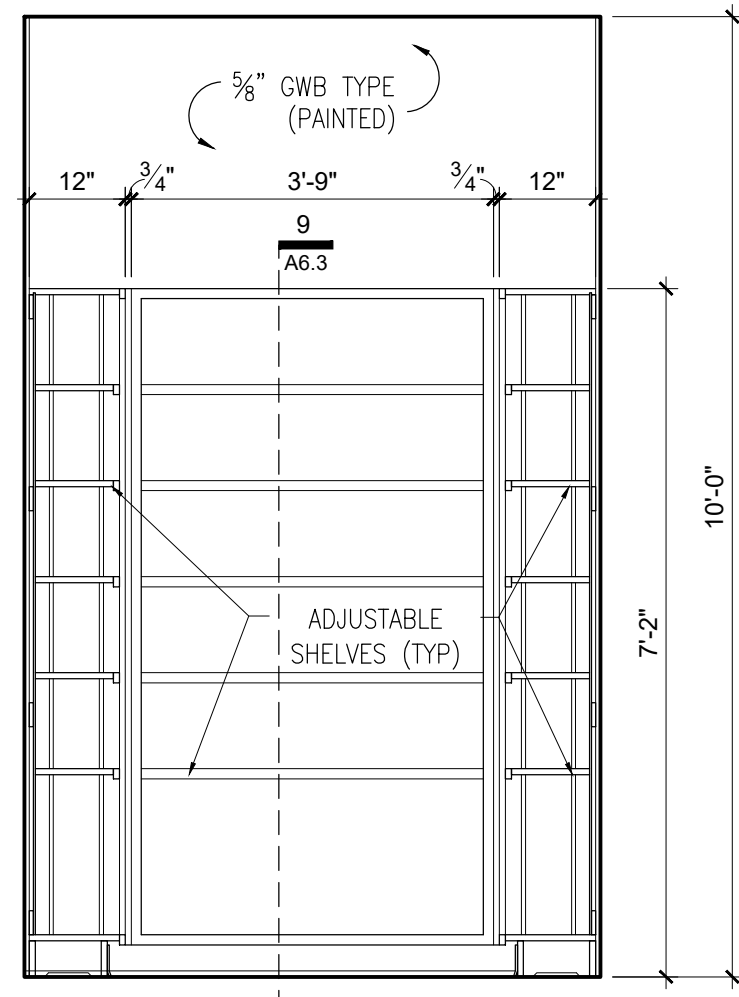 5/8" GWB TYPE
(PAINTED)
12" 3/4" 3'-9" 3/4" 12"
9
A6.3
10'-0"
7'-2"
ADJUSTABLE
SHELVES (TYP)